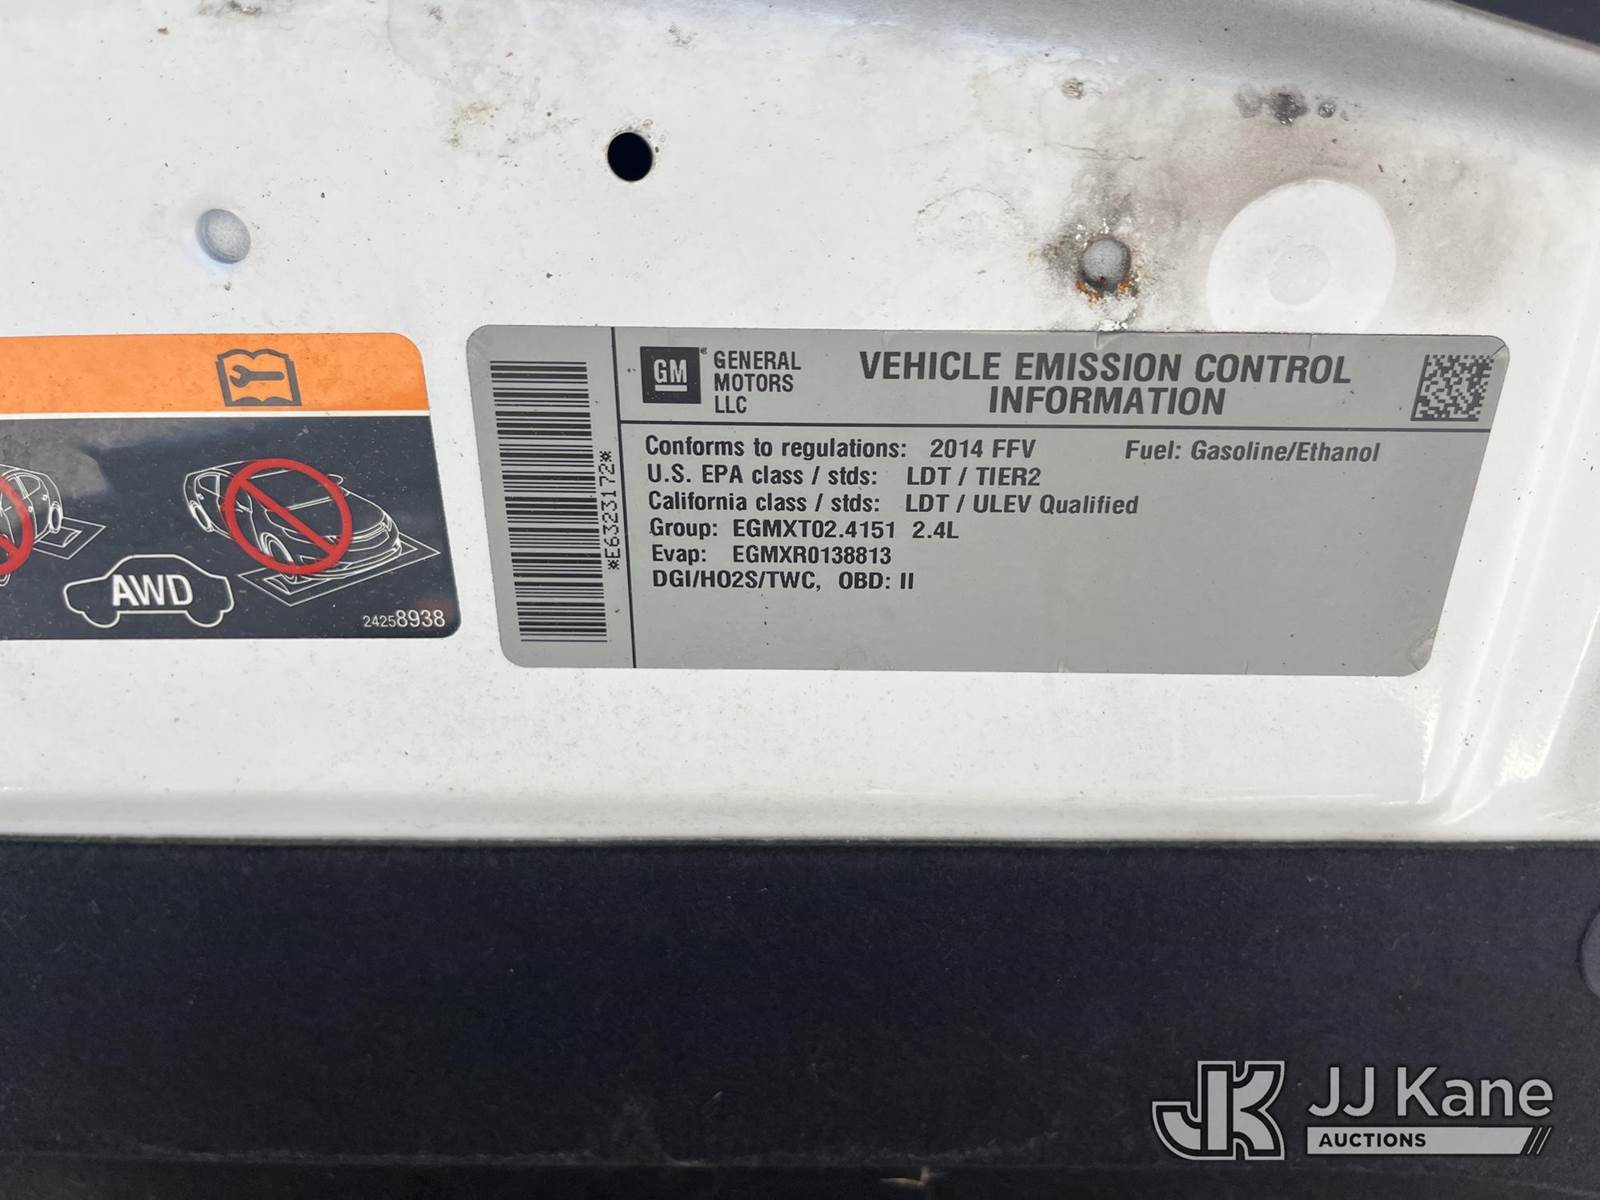 AWD
24258938
*E6323172*
GM
GENERAL
MOTORS
LLC
VEHICLE EMISSION CONTROL
INFORMATION
Conforms to regulations: 2014 FFV Fuel: Gasoline/Ethanol
U.S. EPA class / stds: LDT / TIER2
California class / stds: LDT / ULEV Qualified
Group: EGMXT02.4151 2.4L
Evap: EGMXR0138813
DGI/HO2S/TWC, OBD: II
JK JJ Kane
AUCTIONS